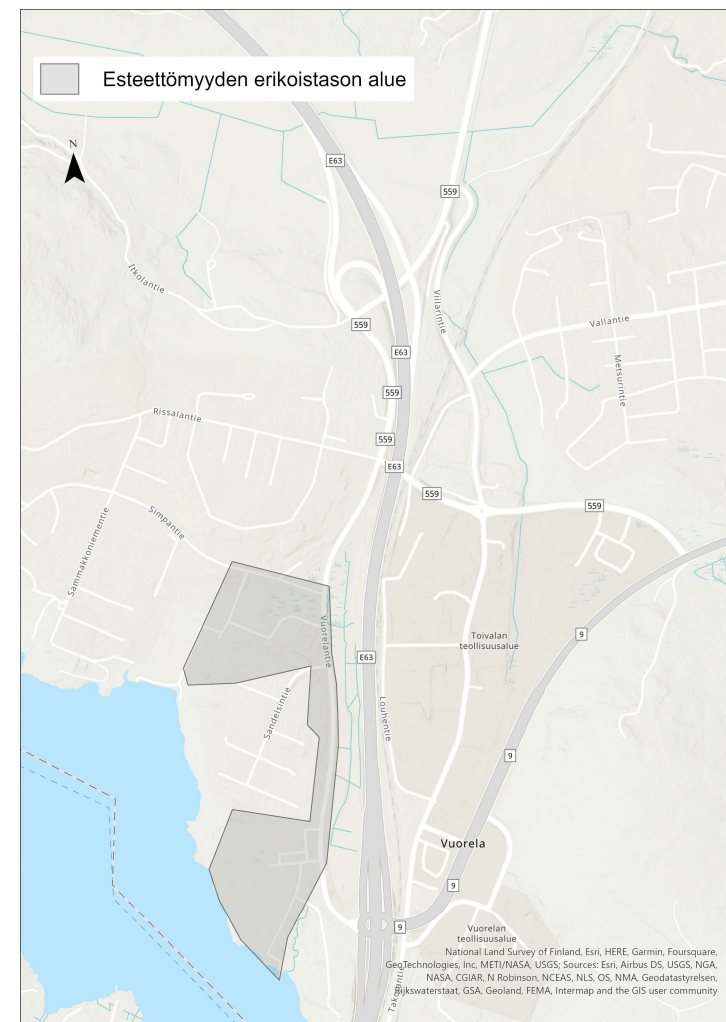 Esteettömyyden erikoistason alue
N
E63
559
Itkolantie
Viilarintie
559
Vallantie
E63
Metsurintie
559
Rissalantie
559
E63
559
559
Sammakkoniementie
Simpantie
Vuorelantie
Toivalan
teollisuusalue
9
E63
Sandelsintie
Louhentie
9
Vuorela
9
9
Vuorelan
teollisuusalue
National Land Survey of Finland, Esri, HERE, Garmin, Foursquare,
GeoTechnologies, Inc, METI/NASA, USGS; Sources: Esri, Airbus DS, USGS, NGA,
NASA, CGIAR, N Robinson, NCEAS, NLS, OS, NMA, Geodatastyrelsen,
Rijkswaterstaat, GSA, Geoland, FEMA, Intermap and the GIS user community